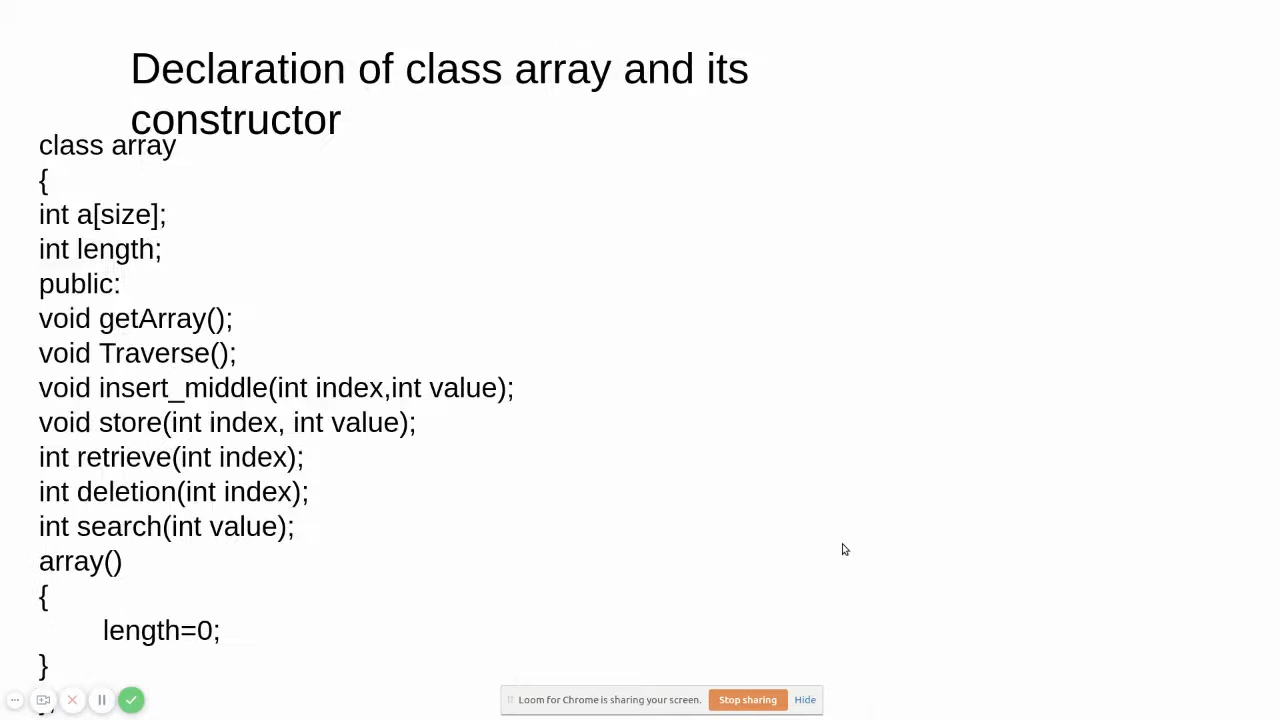 Declaration of class array and its
constructor
class array
{
int a[size];
int length;
public:
void getArray();
void Traverse();
void insert_middle(int index,int value);
void store(int index, int value);
int retrieve(int index);
int deletion(int index);
int search(int value);
array()
{
length=0;
}
Loom for Chrome is sharing your screen.
Stop sharing
Hide